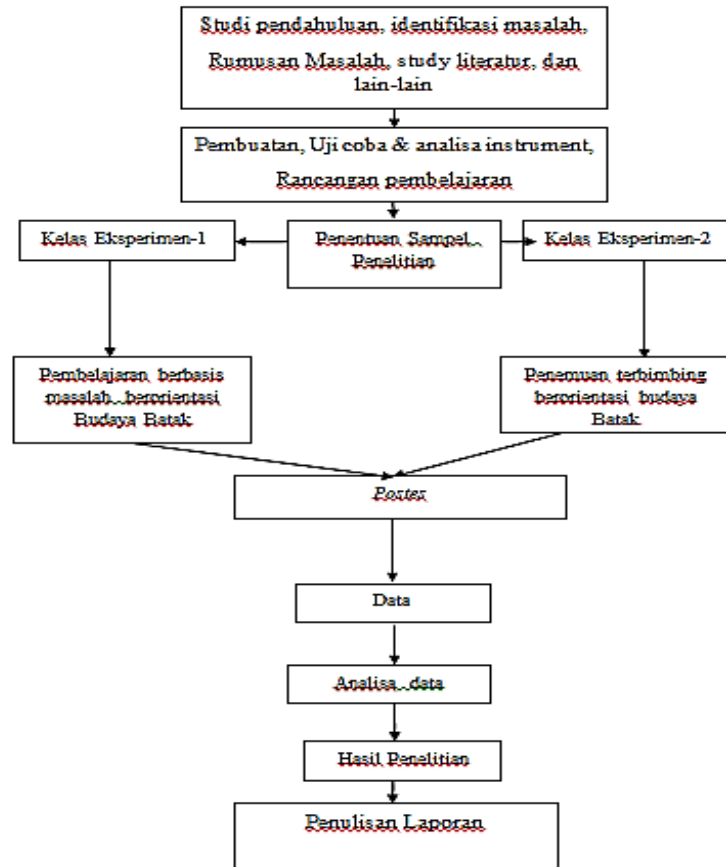 Studi pendahuluan, identifikasi masalah,
Rumusan Masalah, study literatur, dan
lain-lain
Pembuatan, Uji coba & analisa instrument,
Rancangan pembelajaran
Kelas Eksperimen-1
Penentuan Sampel
Penelitian
Kelas Eksperimen-2
Pembelajaran berbasis
masalah berorientasi
Budaya Batak
Penemuan terbimbing
berorientasi budaya
Batak
Postes
Data
Analisa data
Hasil Penelitian
Penulisan Laporan